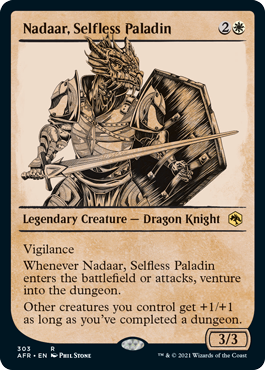 Nadaar, Selfless Paladin 2
Legendary Creature — Dragon Knight
Vigilance
Whenever Nadaar, Selfless Paladin
enters the battlefield or attacks, venture
into the dungeon.
Other creatures you control get +1/+1
as long as you've completed a dungeon.
3/3
303 R
AFR • EN Phil Stone
™ & © 2021 Wizards of the Coast